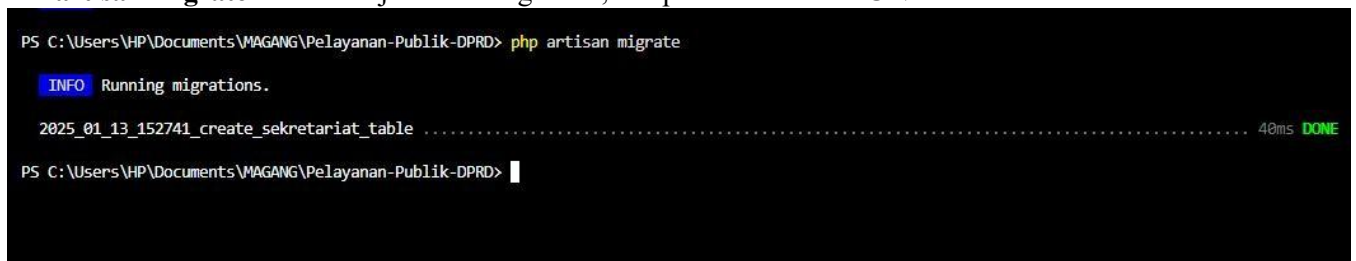 PS C:\Users\HP\Documents\MAGANG\Pelayanan-Publik-DPRD> php artisan migrate
INFO Running migrations.
2025_01_13_152741_create_sekretariat_table ........................................................................................... 40ms DONE
PS C:\Users\HP\Documents\MAGANG\Pelayanan-Publik-DPRD>